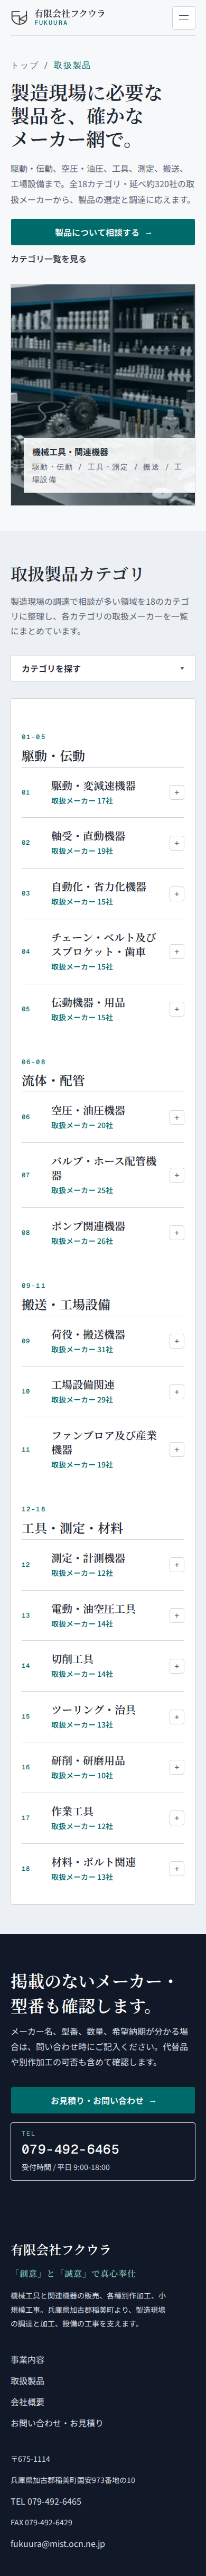 有限会社フクウラ
FUKUURA
トップ / 取扱製品
製造現場に必要な
製品を、確かな
メーカー網で。
駆動・伝動、空圧・油圧、工具、測定、搬送、
工場設備まで。全18カテゴリ・延べ約320社の取
扱メーカーから、製品の選定と調達に応えます。
製品について相談する →
カテゴリ一覧を見る
機械工具・関連機器
駆動・伝動 / 工具・測定 / 搬送 / 工
場設備
取扱製品カテゴリ
製造現場の調達で相談が多い領域を18のカテゴ
リに整理し、各カテゴリの取扱メーカーを一覧
にまとめています。
カテゴリを探す ▼
01-05
駆動・伝動
01
駆動・変減速機器
取扱メーカー 17社
+
02
軸受・直動機器
取扱メーカー 19社
+
03
自動化・省力化機器
取扱メーカー 15社
+
04
チェーン・ベルト及び
スプロケット・歯車
取扱メーカー 15社
+
05
伝動機器・用品
取扱メーカー 15社
+
06-08
流体・配管
06
空圧・油圧機器
取扱メーカー 20社
+
07
バルブ・ホース配管機
器
取扱メーカー 25社
+
08
ポンプ関連機器
取扱メーカー 26社
+
09-11
搬送・工場設備
09
荷役・搬送機器
取扱メーカー 31社
+
10
工場設備関連
取扱メーカー 29社
+
11
ファンブロア及び産業
機器
取扱メーカー 19社
+
12-18
工具・測定・材料
12
測定・計測機器
取扱メーカー 12社
+
13
電動・油空圧工具
取扱メーカー 14社
+
14
切削工具
取扱メーカー 14社
+
15
ツーリング・治具
取扱メーカー 13社
+
16
研削・研磨用品
取扱メーカー 10社
+
17
作業工具
取扱メーカー 12社
+
18
材料・ボルト関連
取扱メーカー 13社
+
掲載のないメーカー・
型番も確認します。
メーカー名、型番、数量、希望納期が分かる場
合は、問い合わせ時にご記入ください。代替品
や別作加工の可否も含めて確認します。
お見積り・お問い合わせ →
TEL
079-492-6465
受付時間 / 平日 9:00-18:00
有限会社フクウラ
「創意」と「誠意」で真心奉仕
機械工具と関連機器の販売、各種別作加工、小
規模工事。兵庫県加古郡稲美町より、製造現場
の調達と加工、設備の工事を支えます。
事業内容
取扱製品
会社概要
お問い合わせ・お見積り
〒675-1114
兵庫県加古郡稲美町国安973番地の10
TEL 079-492-6465
FAX 079-492-6429
fukuura@mist.ocn.ne.jp